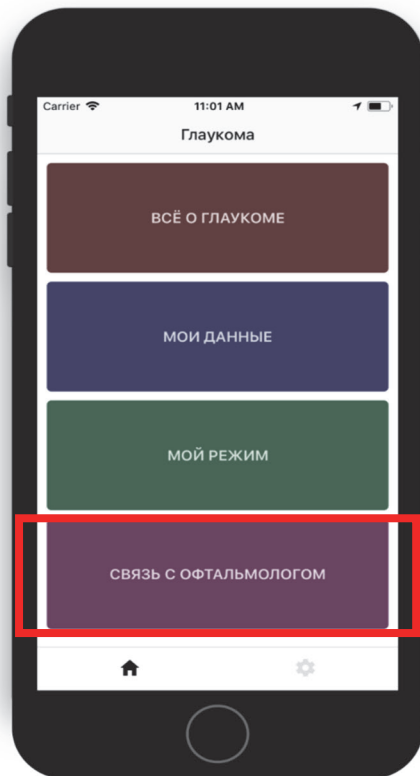 Carrier 11:01 AM
Глаукома
ВСЁ О ГЛАУКОМЕ
МОИ ДАННЫЕ
МОЙ РЕЖИМ
СВЯЗЬ С ОФТАЛЬМОЛОГОМ